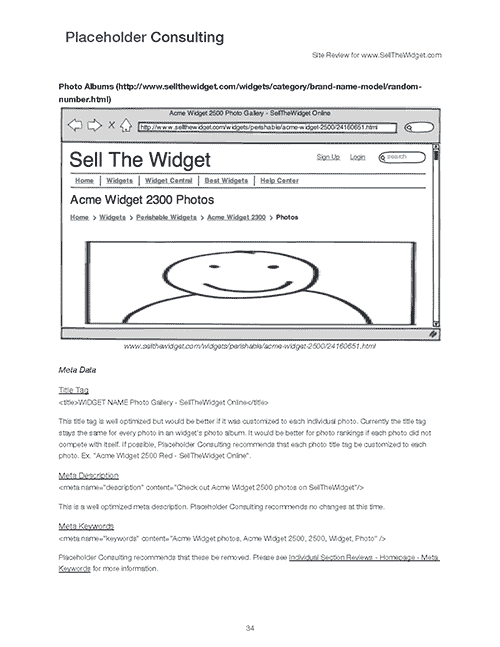 Placeholder Consulting
Site Review for www.SellTheWidget.com
Photo Albums (http://www.sellthewidget.com/widgets/category/brand-name-model/random-
number.html)
Acme Widget 2500 Photo Gallery - SellTheWidget Online
X http://www.sellthewidget.com/widgets/perishable/acme-widget-2500/24160651.html
Sell The Widget
Sign Up Login search
Home Widgets Widget Central Best Widgets Help Center
Acme Widget 2300 Photos
Home > Widgets > Perishable Widgets > Acme Widget 2300 > Photos
www.sellthewidget.com/widgets/perishable/acme-widget-2500/24160651.html
Meta Data
Title Tag
<title>WIDGET NAME Photo Gallery - SellTheWidget Online</title>
This title tag is well optimized but would be better if it was customized to each individual photo. Currently the title tag
stays the same for every photo in an widget's photo album. It would be better for photo rankings if each photo did not
compete with itself. If possible, Placeholder Consulting recommends that each photo title tag be customized to each
photo. Ex. "Acme Widget 2500 Red - SellTheWidget Online".
Meta Description
<meta name="description" content="Check out Acme Widget 2500 photos on SellTheWidget"/>
This is a well optimized meta description. Placeholder Consulting recommends no changes at this time.
Meta Keywords
<meta name="keywords" content="Acme Widget photos, Acme Widget 2500, 2500, Widget, Photo" />
Placeholder Consulting recommends that these be removed. Please see Individual Section Reviews - Homepage - Meta
Keywords for more information.
34